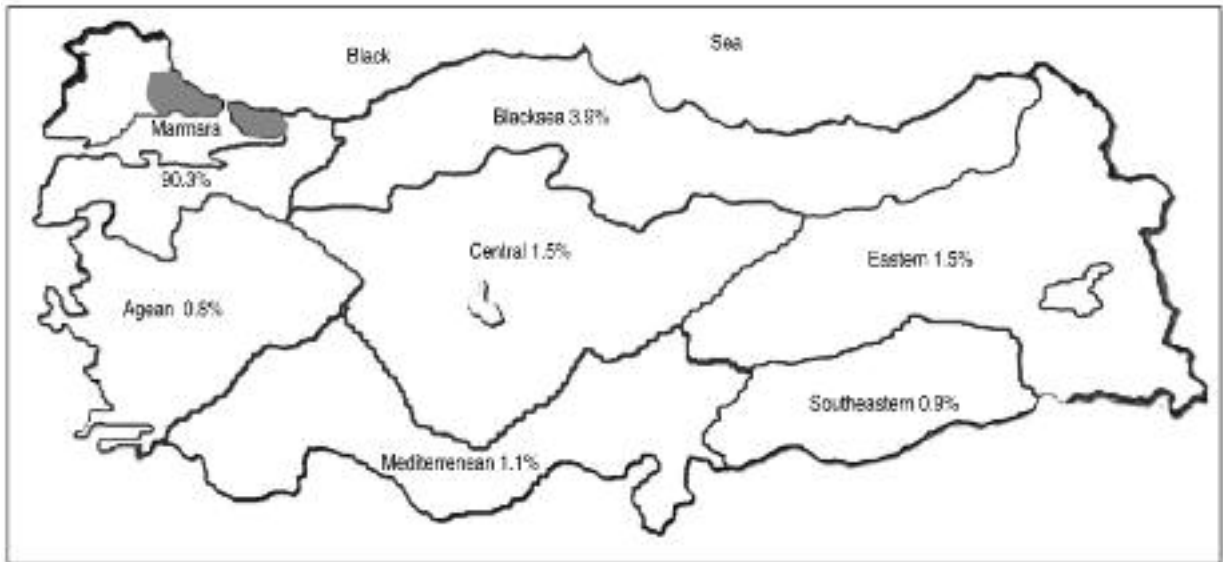 Black
Sea
Marmara
90.3%
Blacksea 3.9%
Central 1.5%
Eastern 1.5%
Agean 0.8%
Southeastern 0.9%
Mediterrenean 1.1%